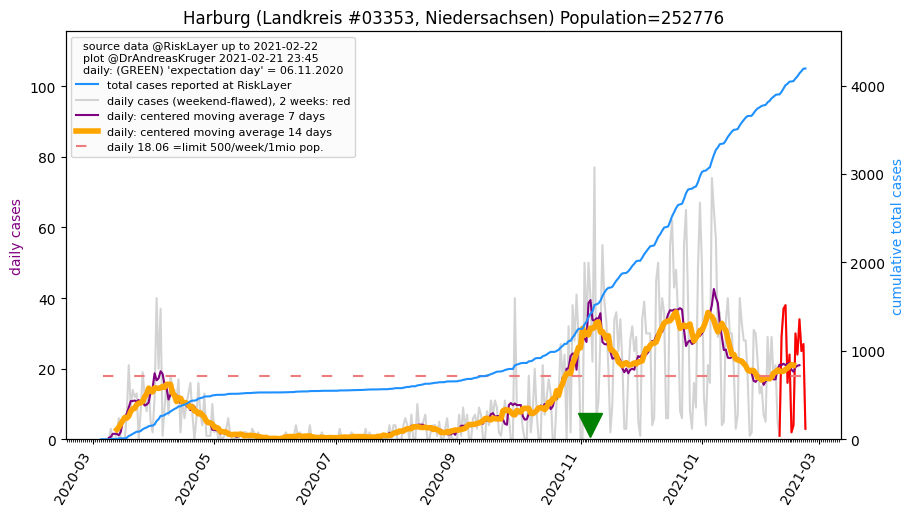 Harburg (Landkreis #03353, Niedersachsen) Population=252776
source data @RiskLayer up to 2021-02-22
plot @DrAndreasKruger 2021-02-21 23:45
daily: (GREEN) 'expectation day' = 06.11.2020
total cases reported at RiskLayer
daily cases (weekend-flawed), 2 weeks: red
daily: centered moving average 7 days
daily: centered moving average 14 days
daily 18.06 =limit 500/week/1mio pop.
daily cases
100
80
60
40
20
0
4000
3000
2000
1000
0
cumulative total cases
2020-03
2020-05
2020-07
2020-09
2020-11
2021-01
2021-03